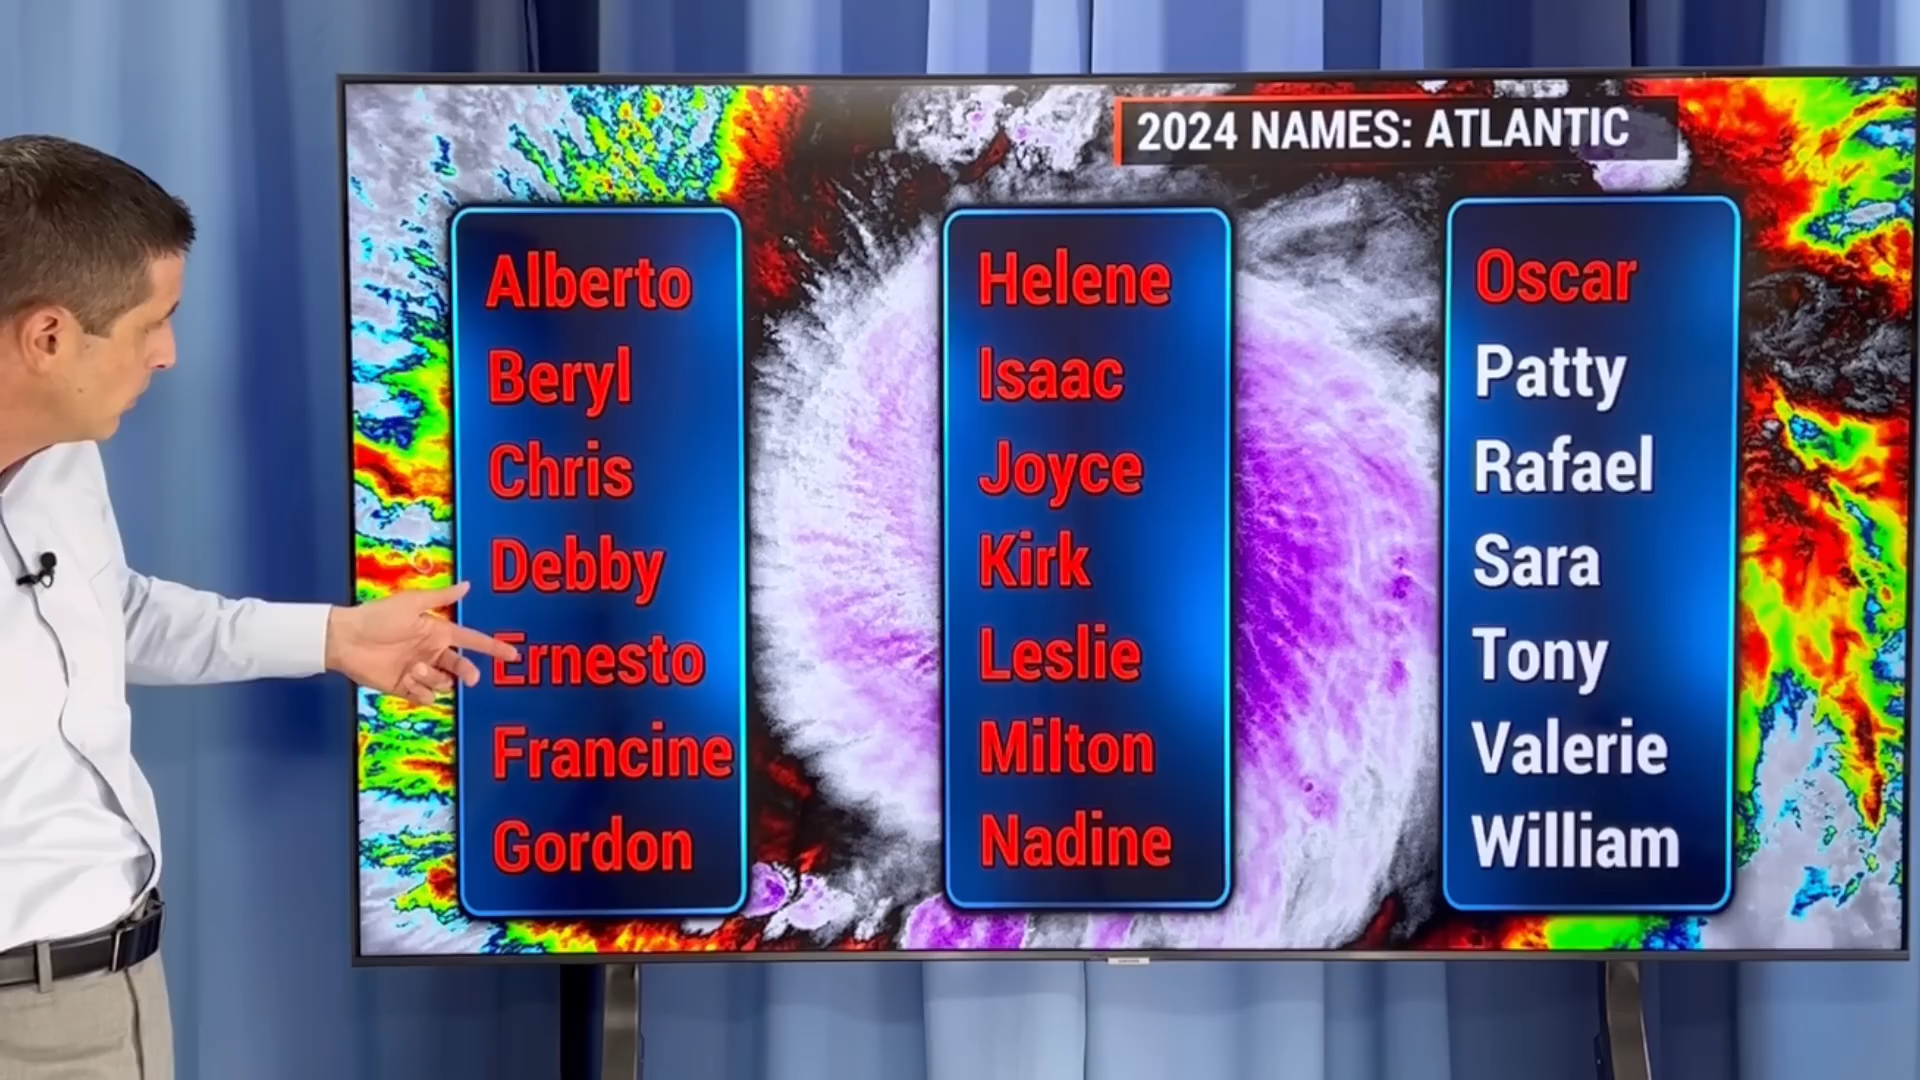 2024 NAMES: ATLANTIC
Alberto
Beryl
Chris
Debby
Ernesto
Francine
Gordon
Helene
Isaac
Joyce
Kirk
Leslie
Milton
Nadine
Oscar
Patty
Rafael
Sara
Tony
Valerie
William